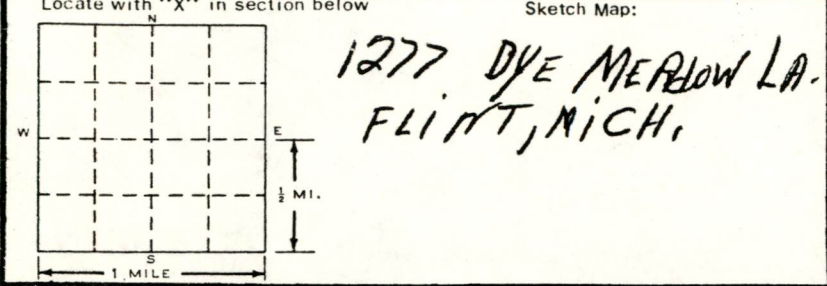 Locate with "X" in section below
Sketch Map:
N
1277 DYE MEADOW LA.
FLINT, MICH.
W
E
½ MI.
S
1 MILE